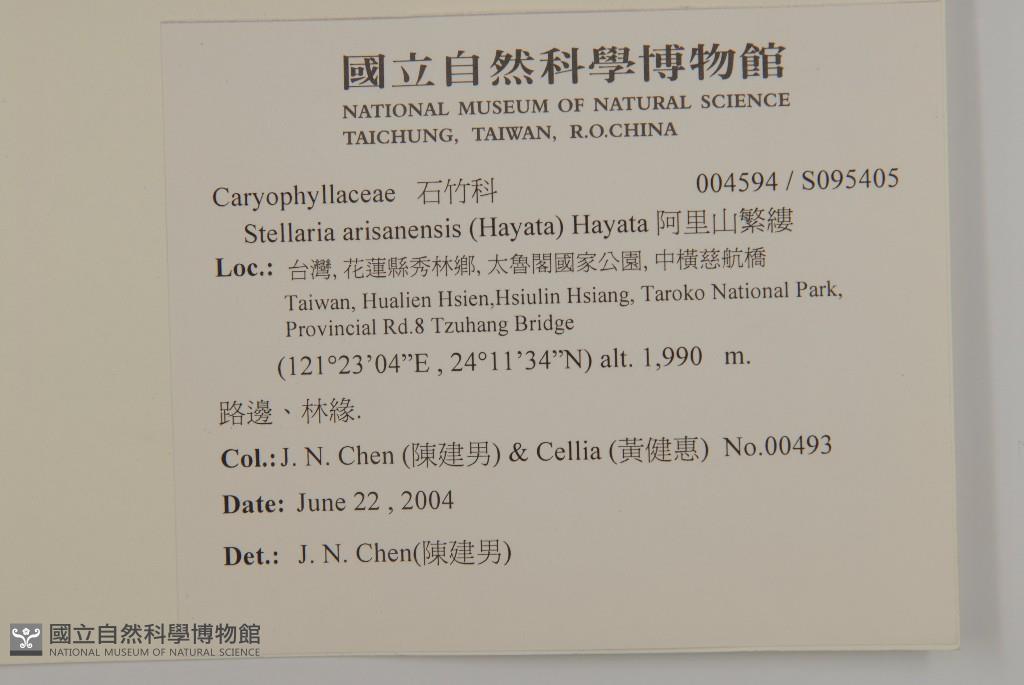 國立自然科學博物館
NATIONAL MUSEUM OF NATURAL SCIENCE
TAICHUNG, TAIWAN, R.O.CHINA
Caryophyllaceae 石竹科 004594 / S095405
Stellaria arisanensis (Hayata) Hayata 阿里山繁縷
Loc.: 台灣, 花蓮縣秀林鄉, 太魯閣國家公園, 中橫慈航橋
Taiwan, Hualien Hsien,Hsiulin Hsiang, Taroko National Park,
Provincial Rd.8 Tzuhang Bridge
(121°23’04”E , 24°11’34”N) alt. 1,990 m.
路邊、林緣.
Col.: J. N. Chen (陳建男) & Cellia (黃健惠) No.00493
Date: June 22 , 2004
Det.: J. N. Chen(陳建男)
國立自然科學博物館
NATIONAL MUSEUM OF NATURAL SCIENCE